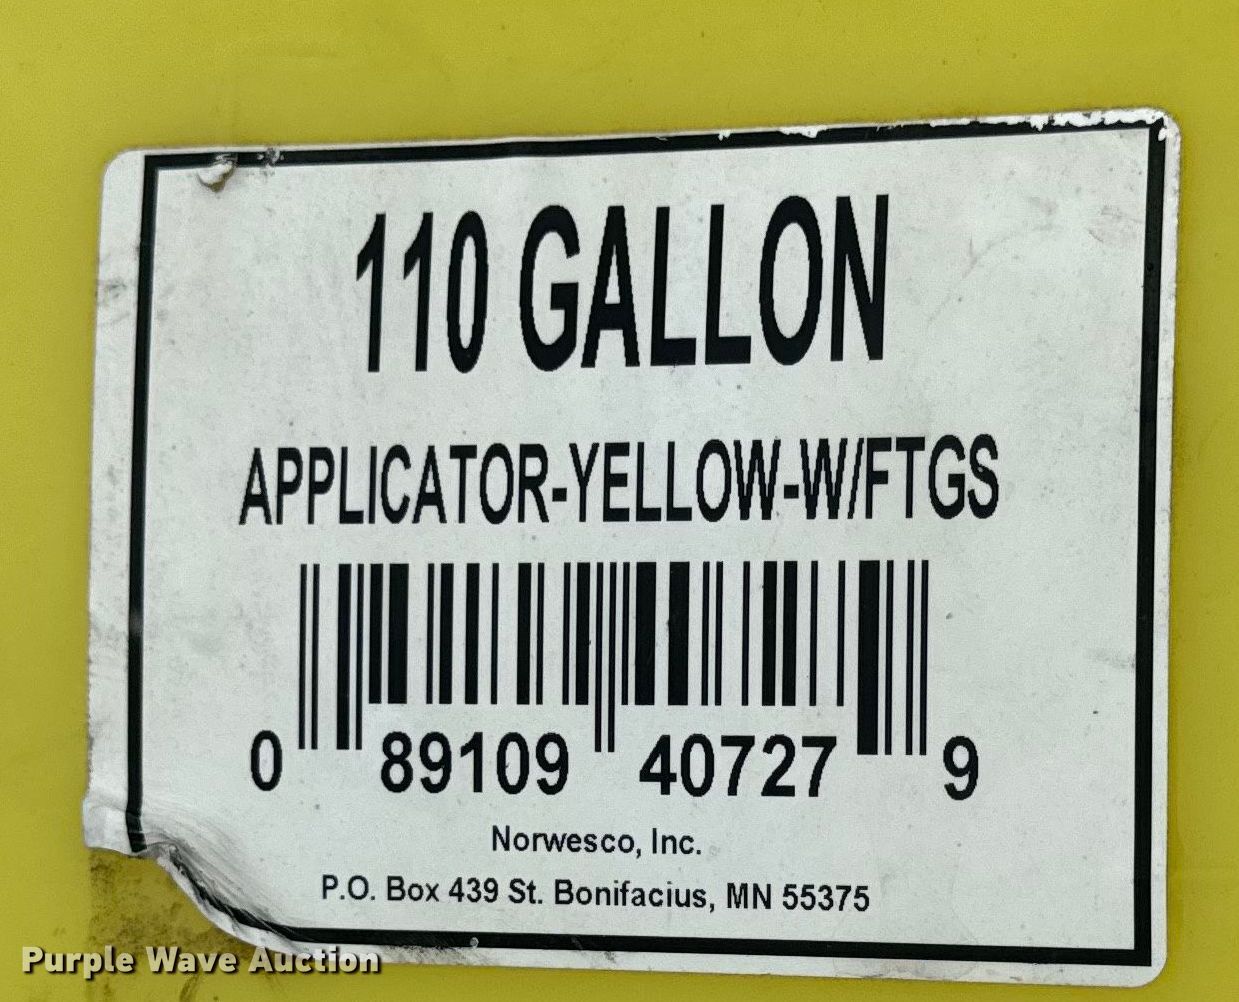 110 GALLON
APPLICATOR-YELLOW-W/FTGS
0 89109 40727 9
Norwesco, Inc.
P.O. Box 439 St. Bonifacius, MN 55375
Purple Wave Auction